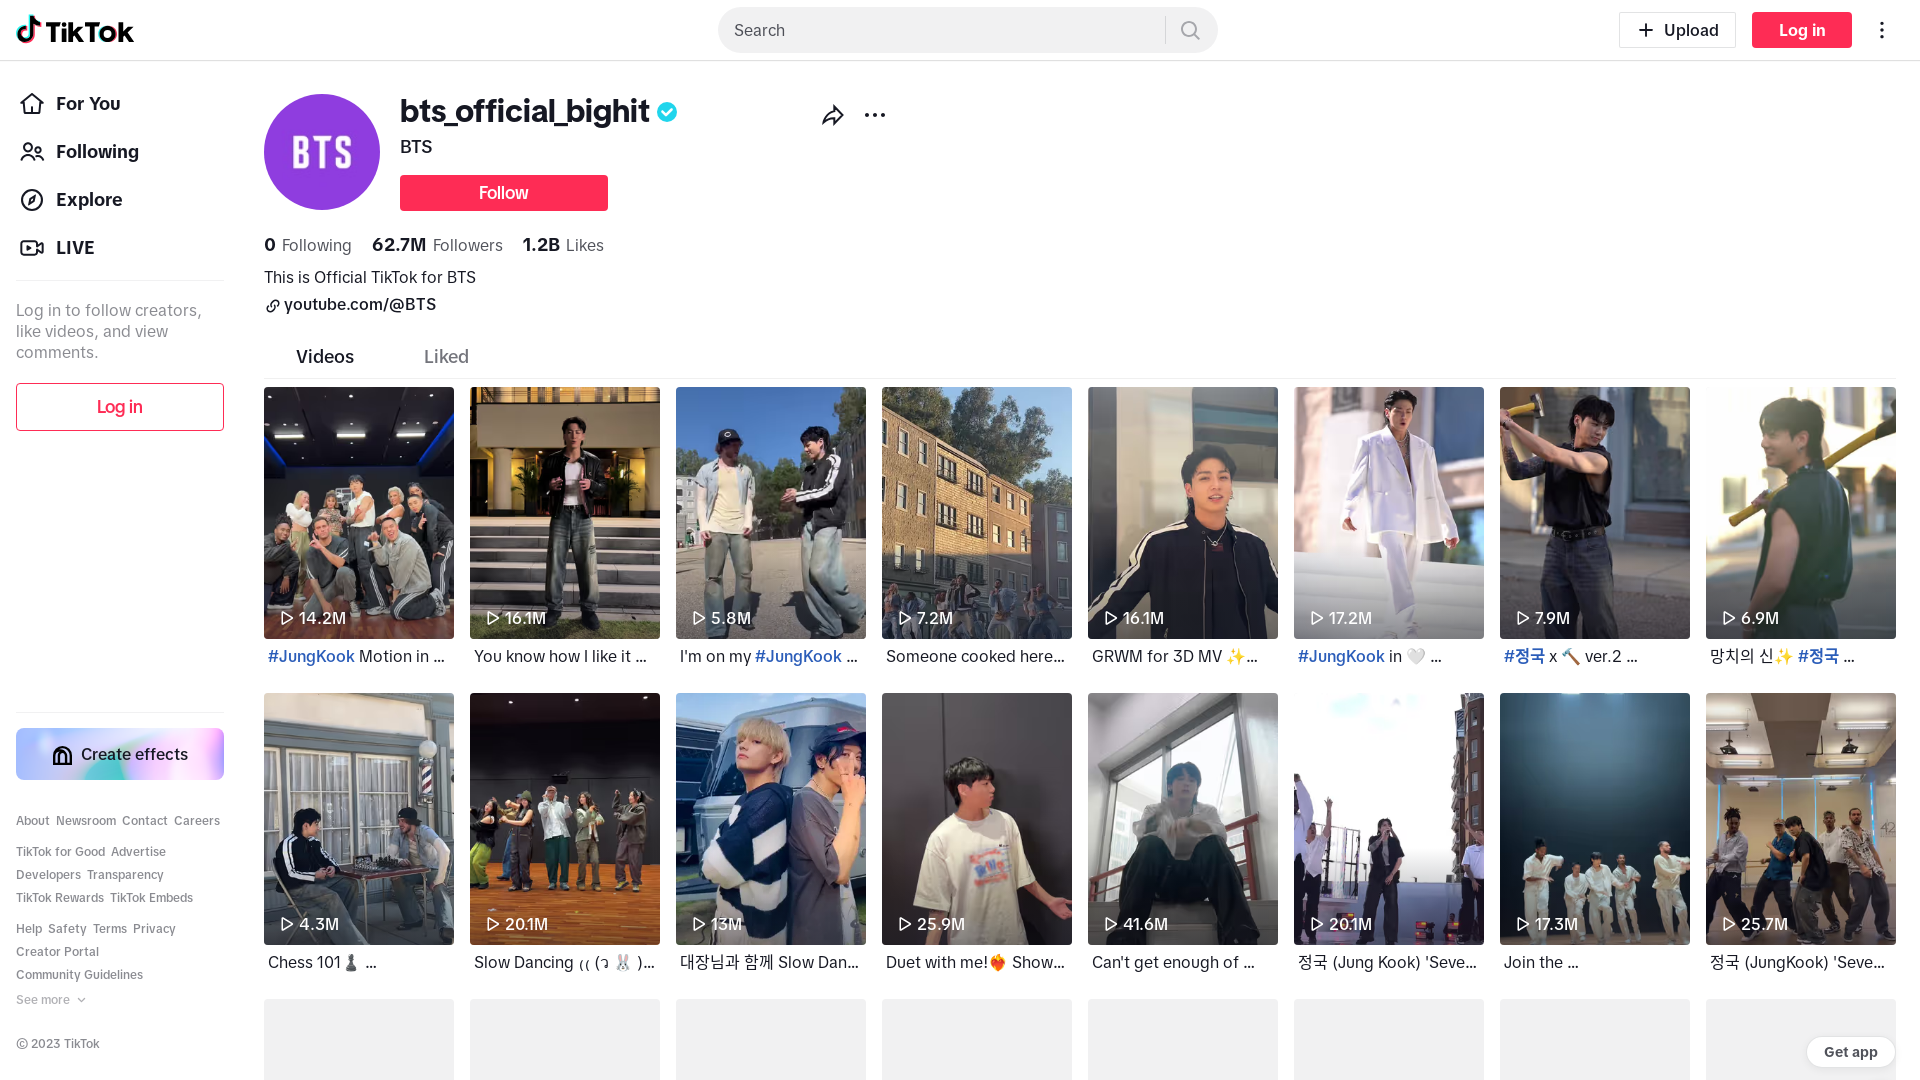 TikTok
Search
Upload
Log in
For You
Following
Explore
LIVE
Log in to follow creators,
like videos, and view
comments.
Log in
Create effects
About Newsroom Contact Careers
TikTok for Good Advertise
Developers Transparency
TikTok Rewards TikTok Embeds
Help Safety Terms Privacy
Creator Portal
Community Guidelines
See more
© 2023 TikTok
BTS
bts_official_bighit
BTS
Follow
0 Following 62.7M Followers 1.2B Likes
This is Official TikTok for BTS
youtube.com/@BTS
Videos Liked
14.2M
16.1M
5.8M
7.2M
16.1M
17.2M
7.9M
6.9M
#JungKook Motion in ...
You know how I like it ...
I'm on my #JungKook ...
Someone cooked here...
GRWM for 3D MV ✨...
#JungKook in 🤍 ...
#정국 x 🔨 ver.2 ...
망치의 신✨ #정국 ...
4.3M
20.1M
13M
25.9M
41.6M
20.1M
17.3M
25.7M
Chess 101♟️ ...
Slow Dancing ₍₍ (ว 🐰 )...
대장님과 함께 Slow Dan...
Duet with me!❤️‍🔥 Show...
Can't get enough of ...
정국 (Jung Kook) 'Seve...
Join the ...
정국 (JungKook) 'Seve...
Get app